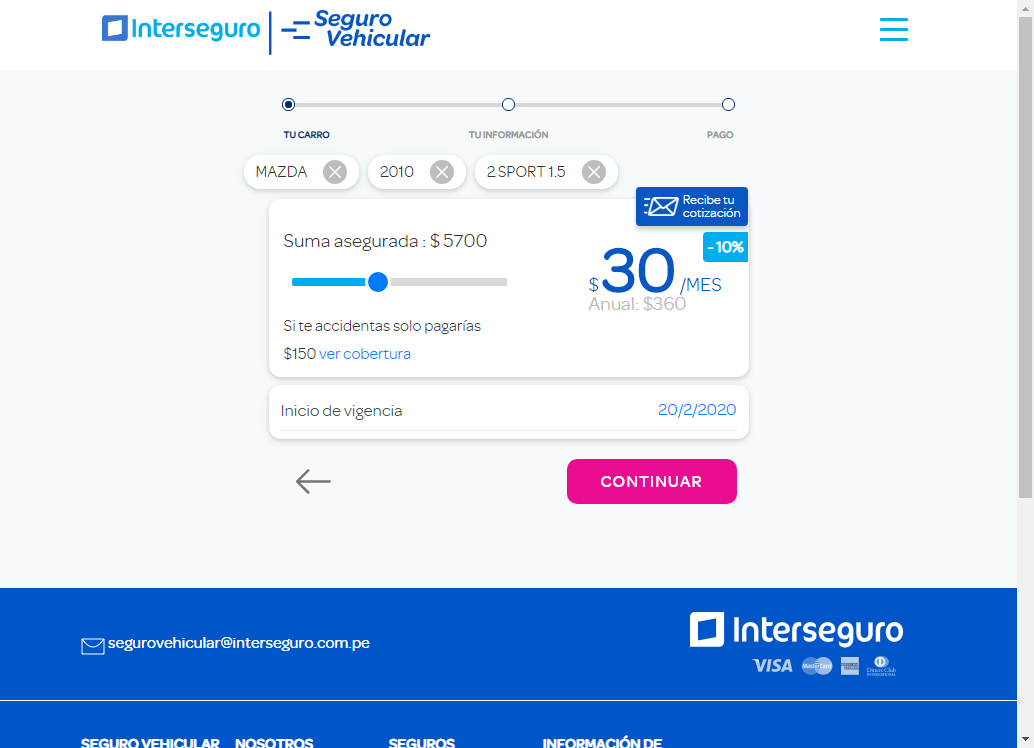 Interseguro
Seguro
Vehicular
TU CARRO
TU INFORMACIÓN
PAGO
MAZDA
2010
2 SPORT 1.5
Recibe tu
cotización
- 10%
Suma asegurada : $ 5700
$30/MES
Anual: $360
Si te accidentas solo pagarías
$150 ver cobertura
Inicio de vigencia
20/2/2020
CONTINUAR
segurovehicular@interseguro.com.pe
Interseguro
VISA
MasterCard
Diners Club
INTERNATIONAL
SEGURO VEHICULAR
NOSOTROS
SEGUROS
INFORMACIÓN DE